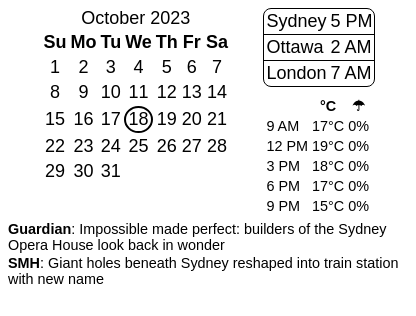 October 2023
Su Mo Tu We Th Fr Sa
1 2 3 4 5 6 7
8 9 10 11 12 13 14
15 16 17 18 19 20 21
22 23 24 25 26 27 28
29 30 31
Sydney 5 PM
Ottawa 2 AM
London 7 AM
°C ☂
9 AM 17°C 0%
12 PM 19°C 0%
3 PM 18°C 0%
6 PM 17°C 0%
9 PM 15°C 0%
Guardian: Impossible made perfect: builders of the Sydney
Opera House look back in wonder
SMH: Giant holes beneath Sydney reshaped into train station
with new name